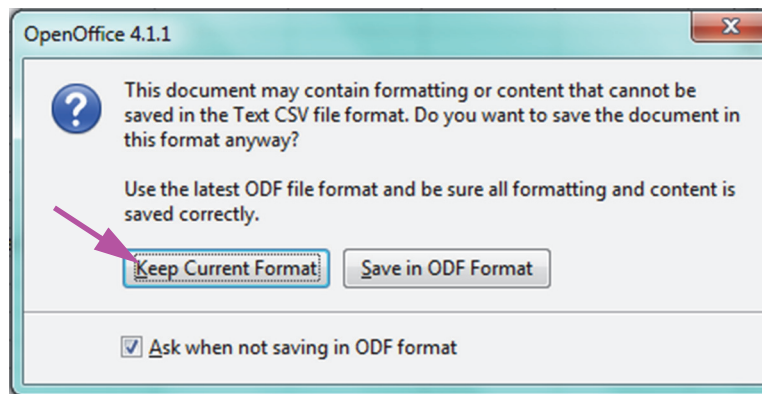 OpenOffice 4.1.1
This document may contain formatting or content that cannot be
saved in the Text CSV file format. Do you want to save the document in
this format anyway?
Use the latest ODF file format and be sure all formatting and content is
saved correctly.
Keep Current Format
Save in ODF Format
Ask when not saving in ODF format